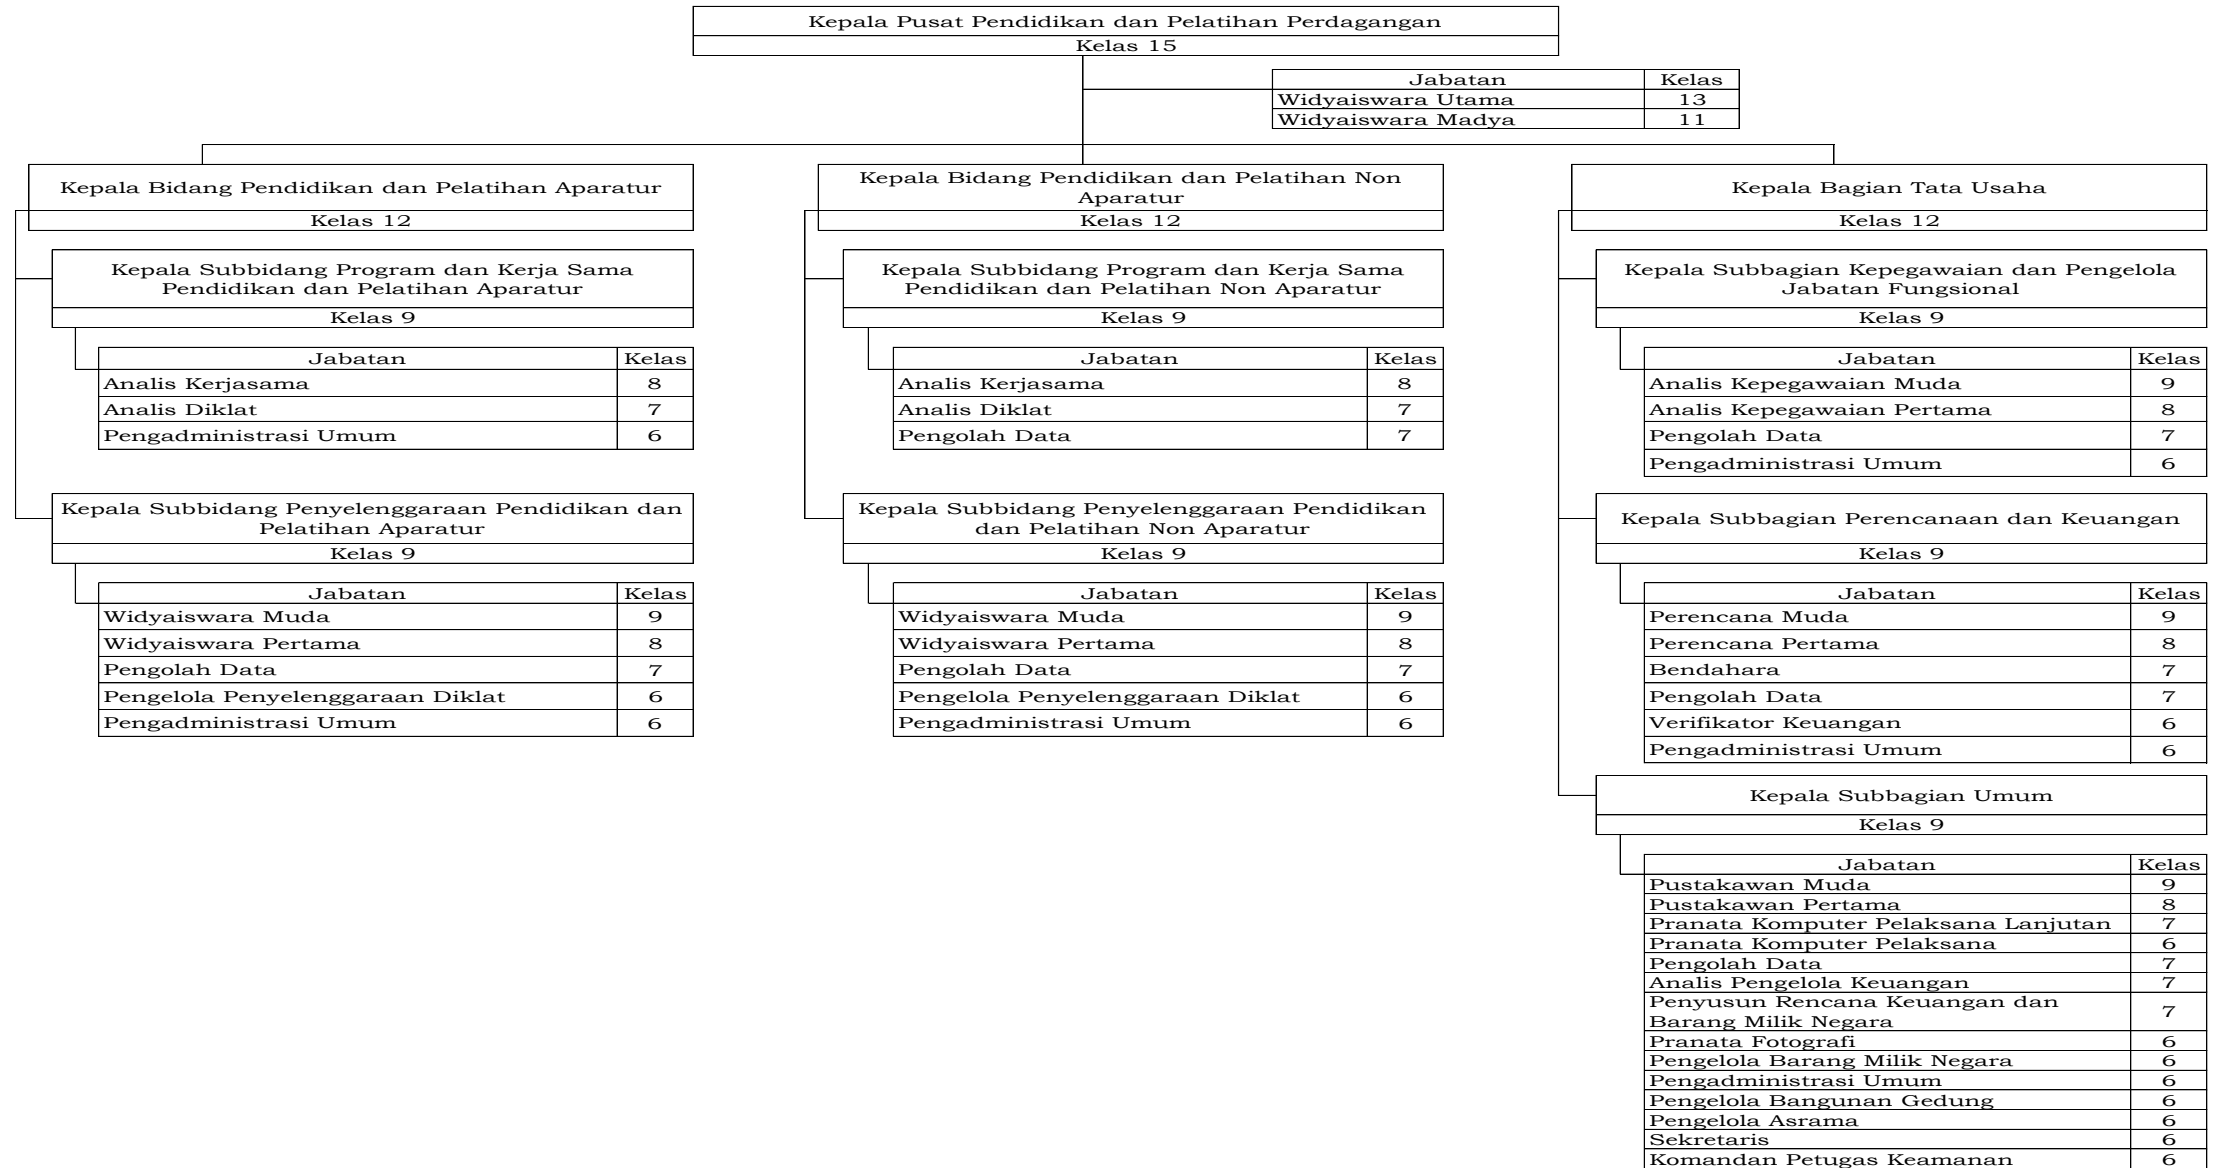 Kepala Pusat Pendidikan dan Pelatihan Perdagangan
Kelas 15
Jabatan Kelas
Widyaiswara Utama 13
Widyaiswara Madya 11
Kepala Bidang Pendidikan dan Pelatihan Aparatur
Kelas 12
Kepala Subbidang Program dan Kerja Sama
Pendidikan dan Pelatihan Aparatur
Kelas 9
Jabatan Kelas
Analis Kerjasama 8
Analis Diklat 7
Pengadministrasi Umum 6
Kepala Subbidang Penyelenggaraan Pendidikan dan
Pelatihan Aparatur
Kelas 9
Jabatan Kelas
Widyaiswara Muda 9
Widyaiswara Pertama 8
Pengolah Data 7
Pengelola Penyelenggaraan Diklat 6
Pengadministrasi Umum 6
Kepala Bidang Pendidikan dan Pelatihan Non
Aparatur
Kelas 12
Kepala Subbidang Program dan Kerja Sama
Pendidikan dan Pelatihan Non Aparatur
Kelas 9
Jabatan Kelas
Analis Kerjasama 8
Analis Diklat 7
Pengolah Data 7
Kepala Subbidang Penyelenggaraan Pendidikan
dan Pelatihan Non Aparatur
Kelas 9
Jabatan Kelas
Widyaiswara Muda 9
Widyaiswara Pertama 8
Pengolah Data 7
Pengelola Penyelenggaraan Diklat 6
Pengadministrasi Umum 6
Kepala Bagian Tata Usaha
Kelas 12
Kepala Subbagian Kepegawaian dan Pengelola
Jabatan Fungsional
Kelas 9
Jabatan Kelas
Analis Kepegawaian Muda 9
Analis Kepegawaian Pertama 8
Pengolah Data 7
Pengadministrasi Umum 6
Kepala Subbagian Perencanaan dan Keuangan
Kelas 9
Jabatan Kelas
Perencana Muda 9
Perencana Pertama 8
Bendahara 7
Pengolah Data 7
Verifikator Keuangan 6
Pengadministrasi Umum 6
Kepala Subbagian Umum
Kelas 9
Jabatan Kelas
Pustakawan Muda 9
Pustakawan Pertama 8
Pranata Komputer Pelaksana Lanjutan 7
Pranata Komputer Pelaksana 6
Pengolah Data 7
Analis Pengelola Keuangan 7
Penyusun Rencana Keuangan dan
Barang Milik Negara 7
Pranata Fotografi 6
Pengelola Barang Milik Negara 6
Pengadministrasi Umum 6
Pengelola Bangunan Gedung 6
Pengelola Asrama 6
Sekretaris 6
Komandan Petugas Keamanan 6